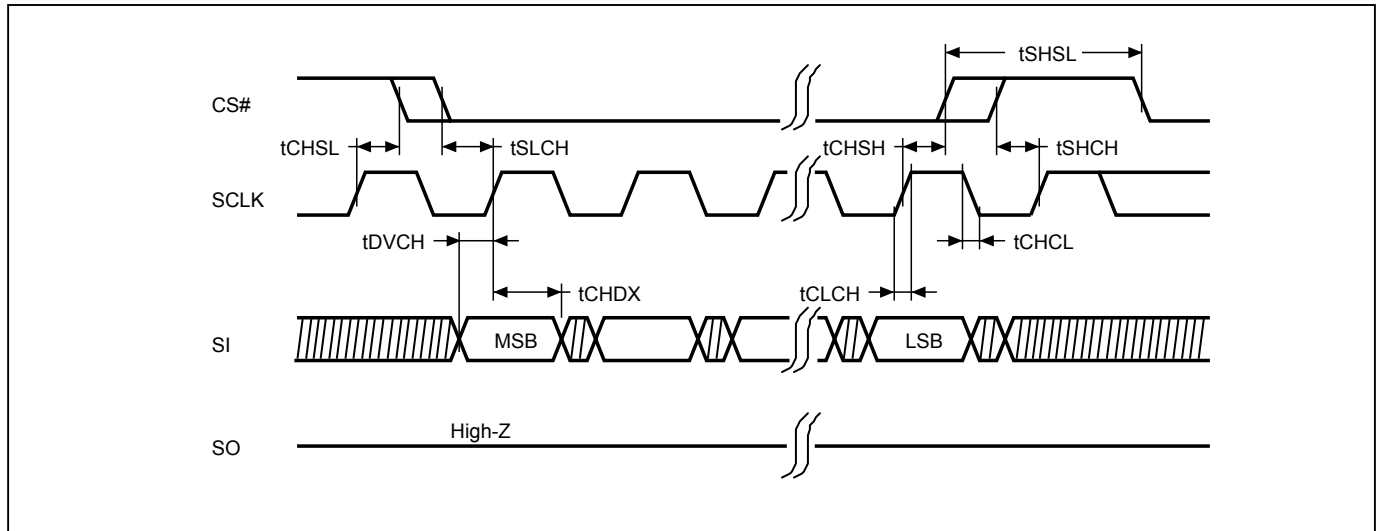 tSHSL
CS#
tCHSL
tSLCH
tCHSH
tSHCH
SCLK
tDVCH
tCHCL
tCHDX
tCLCH
SI
MSB
LSB
High-Z
SO